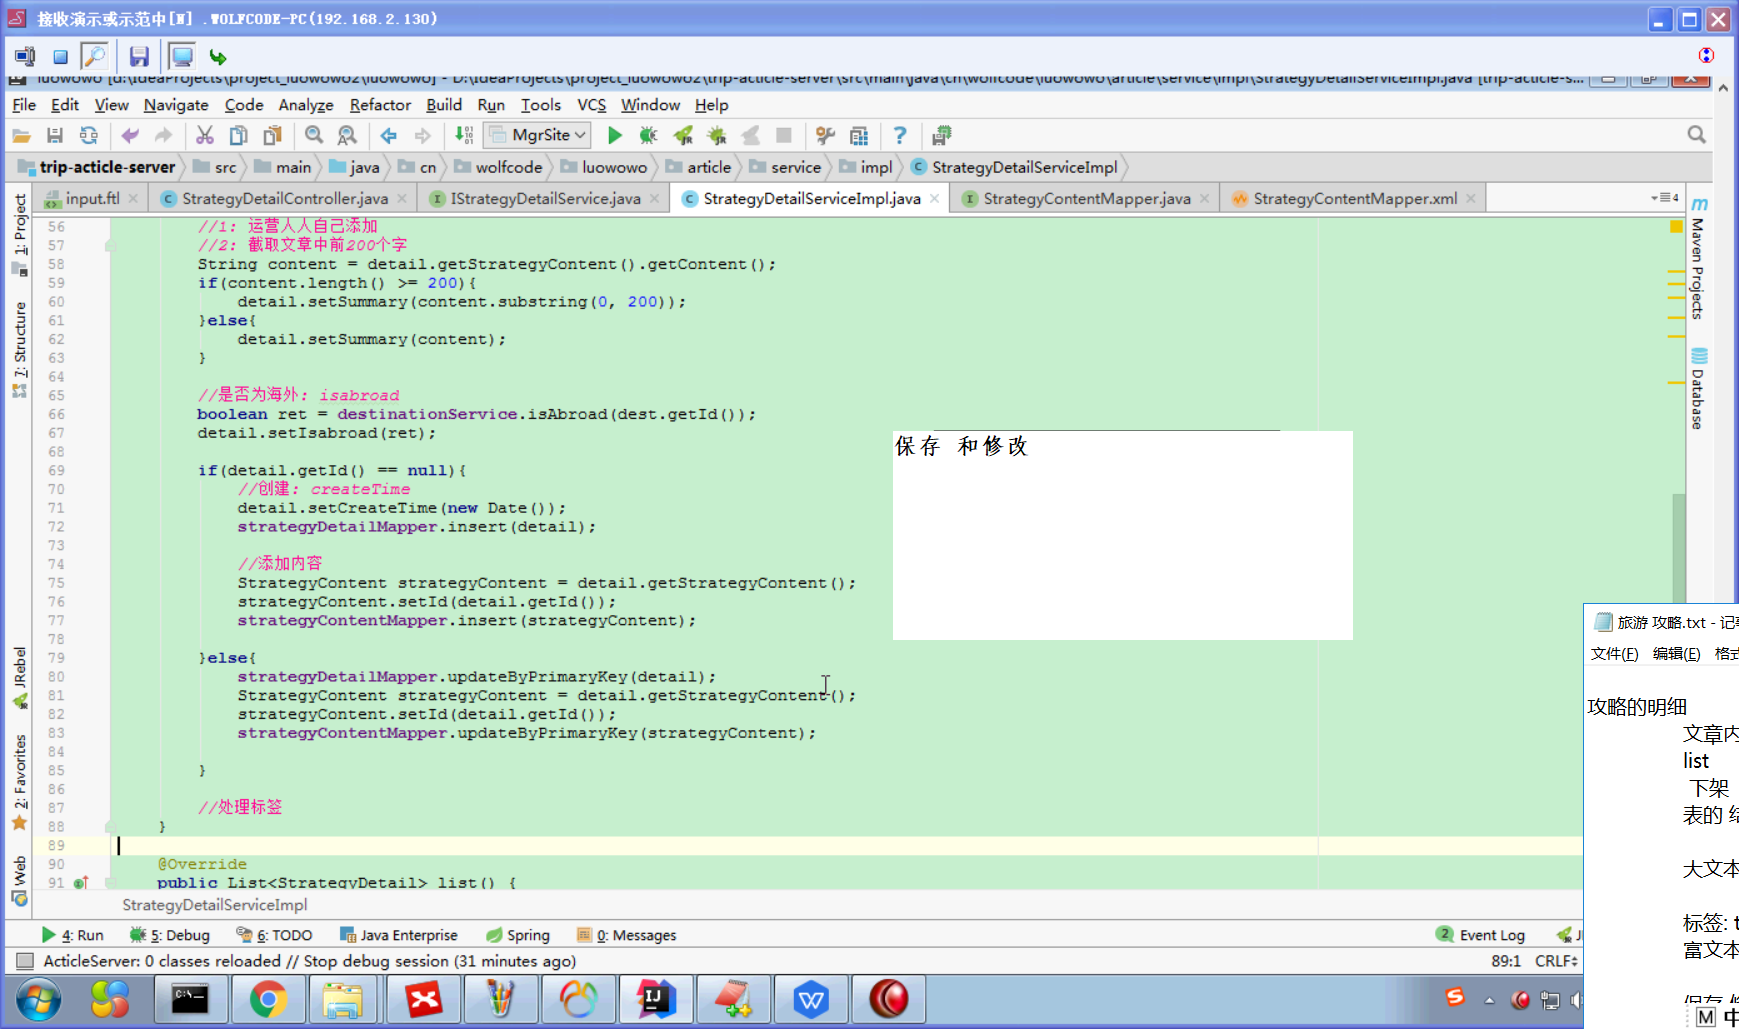 接收演示或示范中[W] .WOLFCODE-PC(192.168.2.130)
luowowo [d:\IdeaProjects\project_luowowo2\luowowo] - D:\IdeaProjects\project_luowowo2\trip-acticle-server\src\main\java\cn\wolfcode\luowowo\article\service\impl\StrategyDetailServiceImpl.java [trip-acticle-s...
File Edit View Navigate Code Analyze Refactor Build Run Tools VCS Window Help
MgrSite
trip-acticle-server src main java cn wolfcode luowowo article service impl StrategyDetailServiceImpl
input.ftl StrategyDetailController.java IStrategyDetailService.java StrategyDetailServiceImpl.java StrategyContentMapper.java StrategyContentMapper.xml 4
1: Project
7: Structure
JRebel
2: Favorites
Web
Maven Projects
Database
56 //1: 运营人人自己添加
57 //2: 截取文章中前200个字
58 String content = detail.getStrategyContent().getContent();
59 if(content.length() >= 200){
60 detail.setSummary(content.substring(0, 200));
61 }else{
62 detail.setSummary(content);
63 }
64
65 //是否为海外: isabroad
66 boolean ret = destinationService.isAbroad(dest.getId());
67 detail.setIsabroad(ret);
68
69 if(detail.getId() == null){
70 //创建: createTime
71 detail.setCreateTime(new Date());
72 strategyDetailMapper.insert(detail);
73
74 //添加内容
75 StrategyContent strategyContent = detail.getStrategyContent();
76 strategyContent.setId(detail.getId());
77 strategyContentMapper.insert(strategyContent);
78
79 }else{
80 strategyDetailMapper.updateByPrimaryKey(detail);
81 StrategyContent strategyContent = detail.getStrategyContent();
82 strategyContent.setId(detail.getId());
83 strategyContentMapper.updateByPrimaryKey(strategyContent);
84
85 }
86
87 //处理标签
88 }
89
90 @Override
91 public List<StrategyDetail> list() {
StrategyDetailServiceImpl
保存 和修改
旅游 攻略.txt - 记事
文件(F) 编辑(E) 格式
攻略的明细
文章内
list
下架
表的 结
大文本
标签: t
富文本
保存 修
4: Run 5: Debug 6: TODO Java Enterprise Spring 0: Messages 2 Event Log
ActicleServer: 0 classes reloaded // Stop debug session (31 minutes ago) 89:1 CRLF
M 中